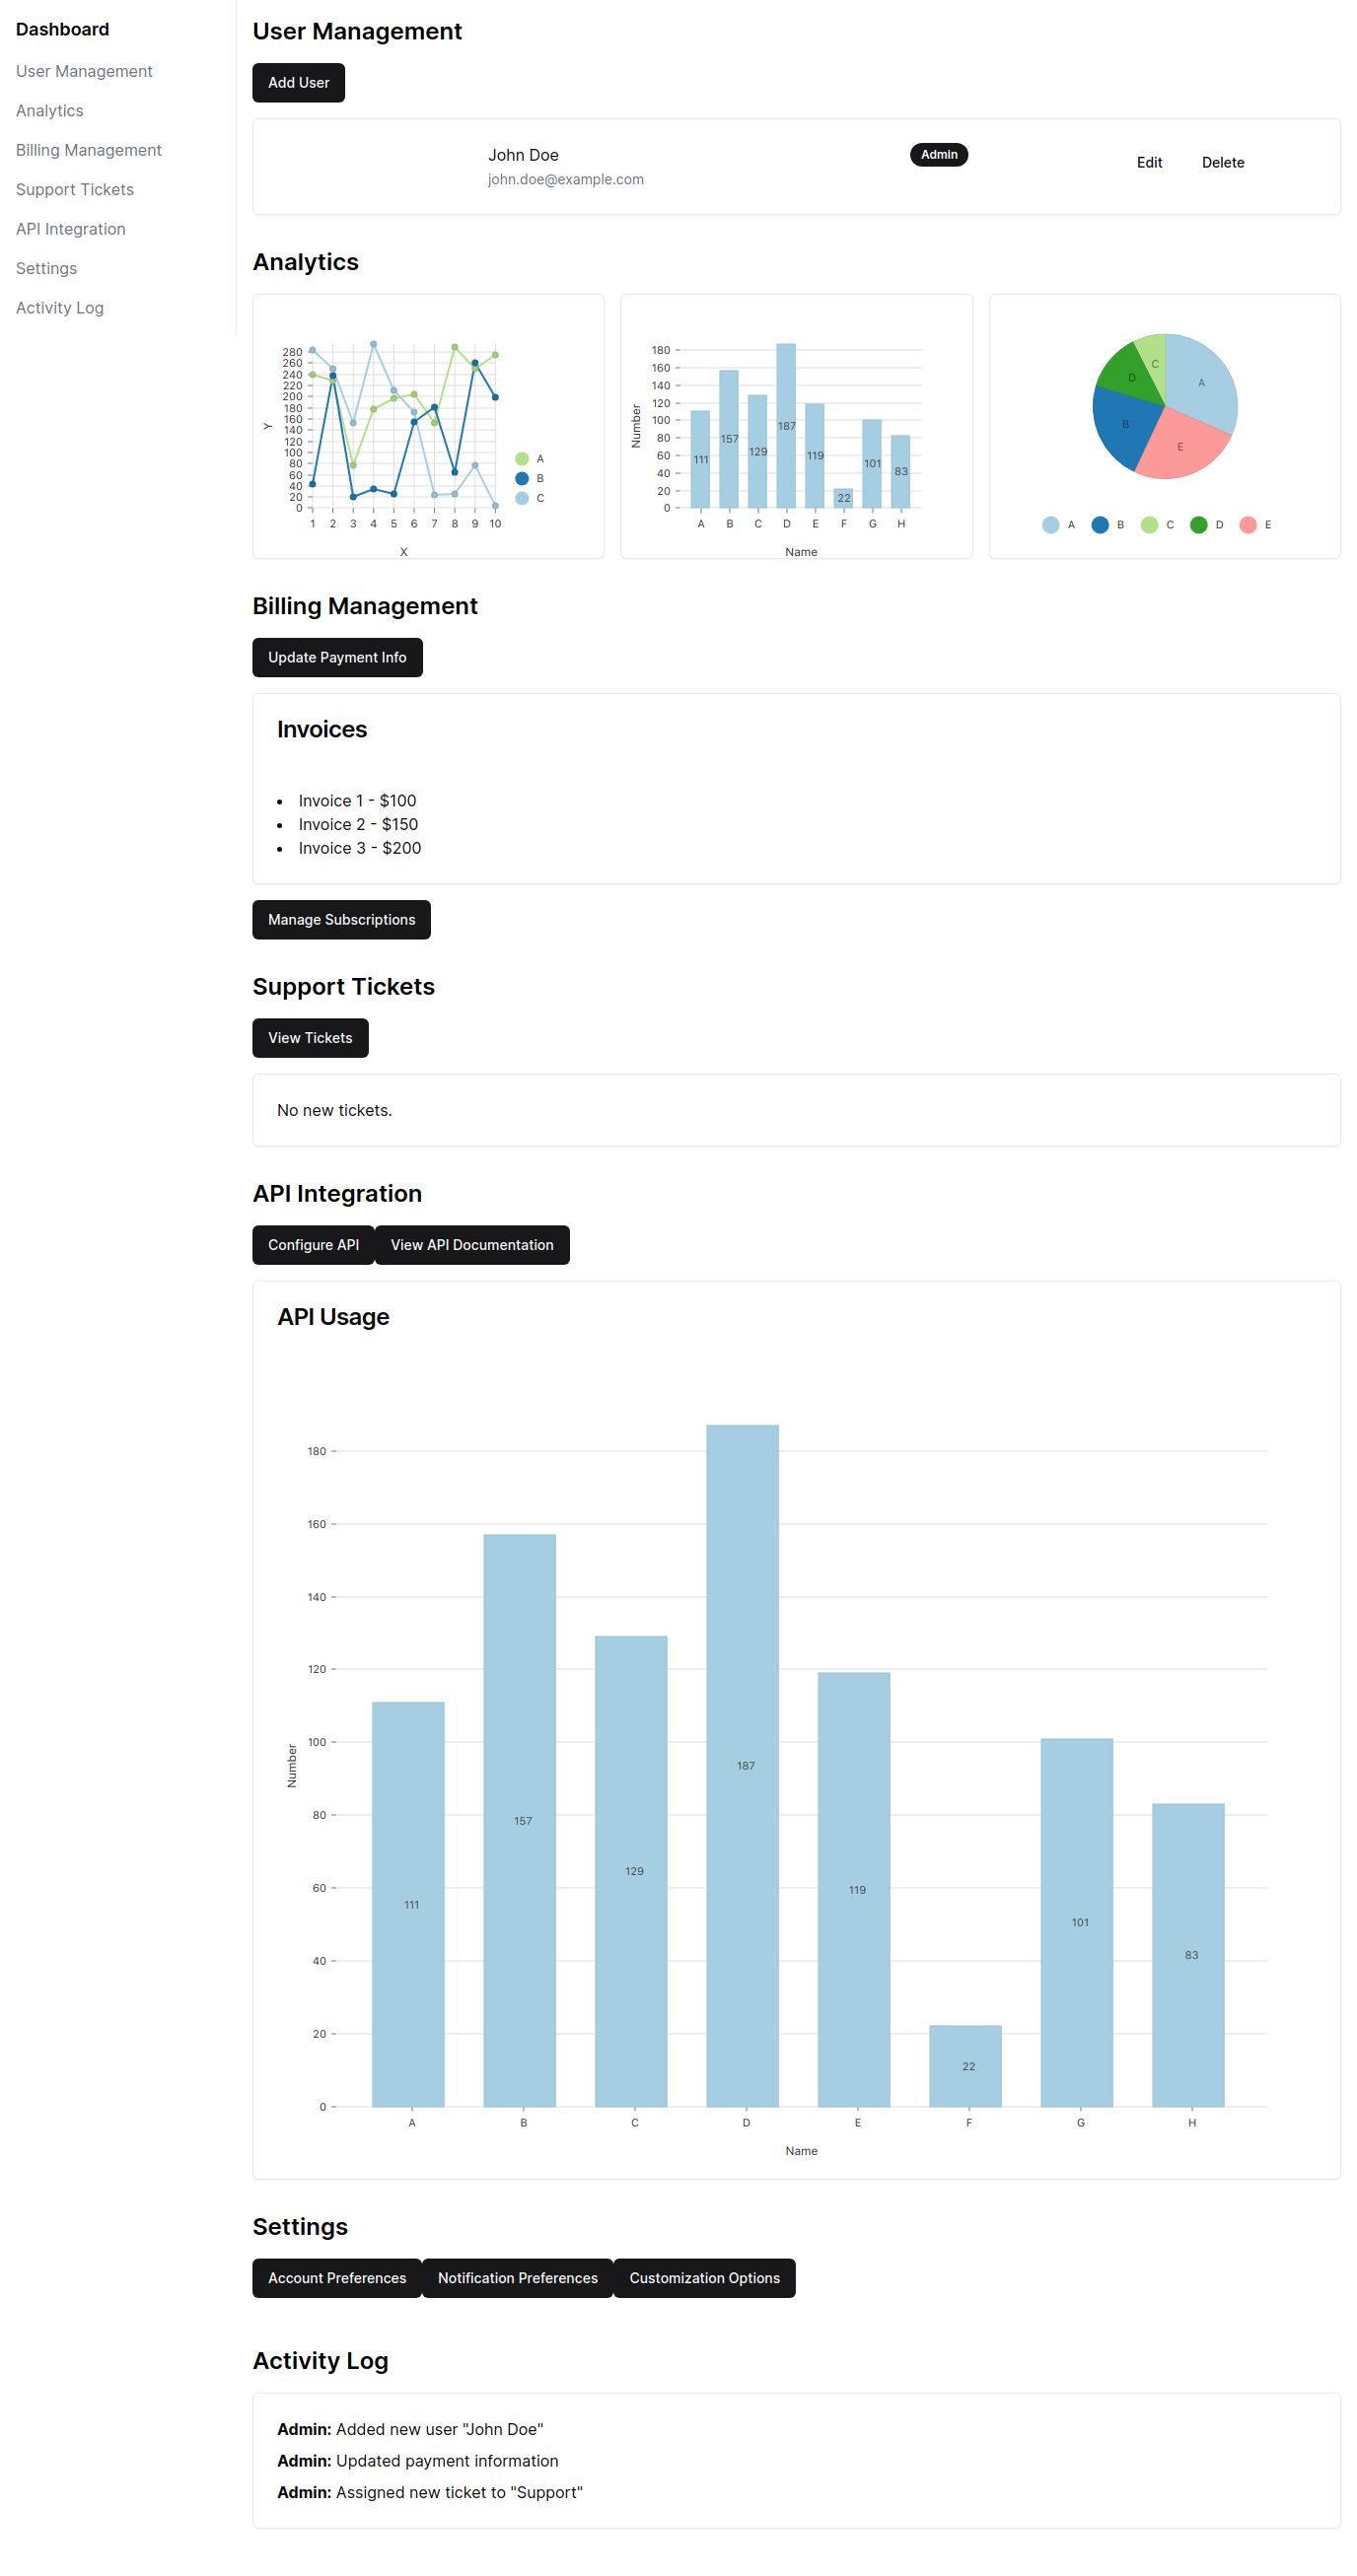 Dashboard
User Management
Analytics
Billing Management
Support Tickets
API Integration
Settings
Activity Log
User Management
Add User
John Doe
john.doe@example.com
Admin
Edit Delete
Analytics
280
260
240
220
200
180
160
140
120
100
80
60
40
20
0
Y
1 2 3 4 5 6 7 8 9 10
X
A
B
C
180
160
140
120
100
80
60
40
20
0
Number
111 157 129 187 119 22 101 83
A B C D E F G H
Name
A
B
C
D
E
A B C D E
Billing Management
Update Payment Info
Invoices
• Invoice 1 - $100
• Invoice 2 - $150
• Invoice 3 - $200
Manage Subscriptions
Support Tickets
View Tickets
No new tickets.
API Integration
Configure API View API Documentation
API Usage
180
160
140
120
100
80
60
40
20
0
Number
111 157 129 187 119 22 101 83
A B C D E F G H
Name
Settings
Account Preferences Notification Preferences Customization Options
Activity Log
Admin: Added new user "John Doe"
Admin: Updated payment information
Admin: Assigned new ticket to "Support"